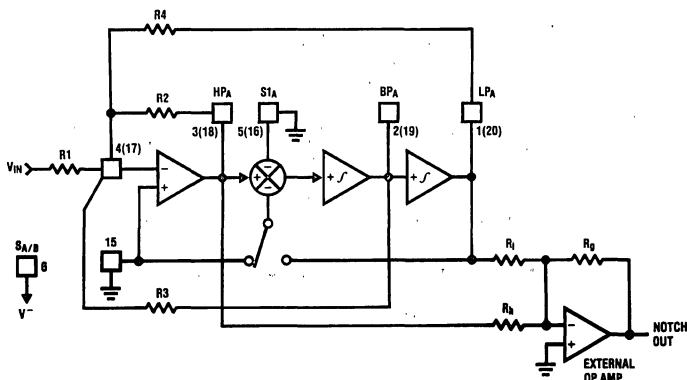 R4
R2
HPA
S1A
BPA
LPA
3(18)
5(16)
2(19)
1(20)
R1
4(17)
VIN
−
+
+
−
−
+ ∫
+ ∫
SA/B
6
15
V−
R3
Rl
Rg
Rh
−
+
NOTCH
OUT
EXTERNAL
OP AMP